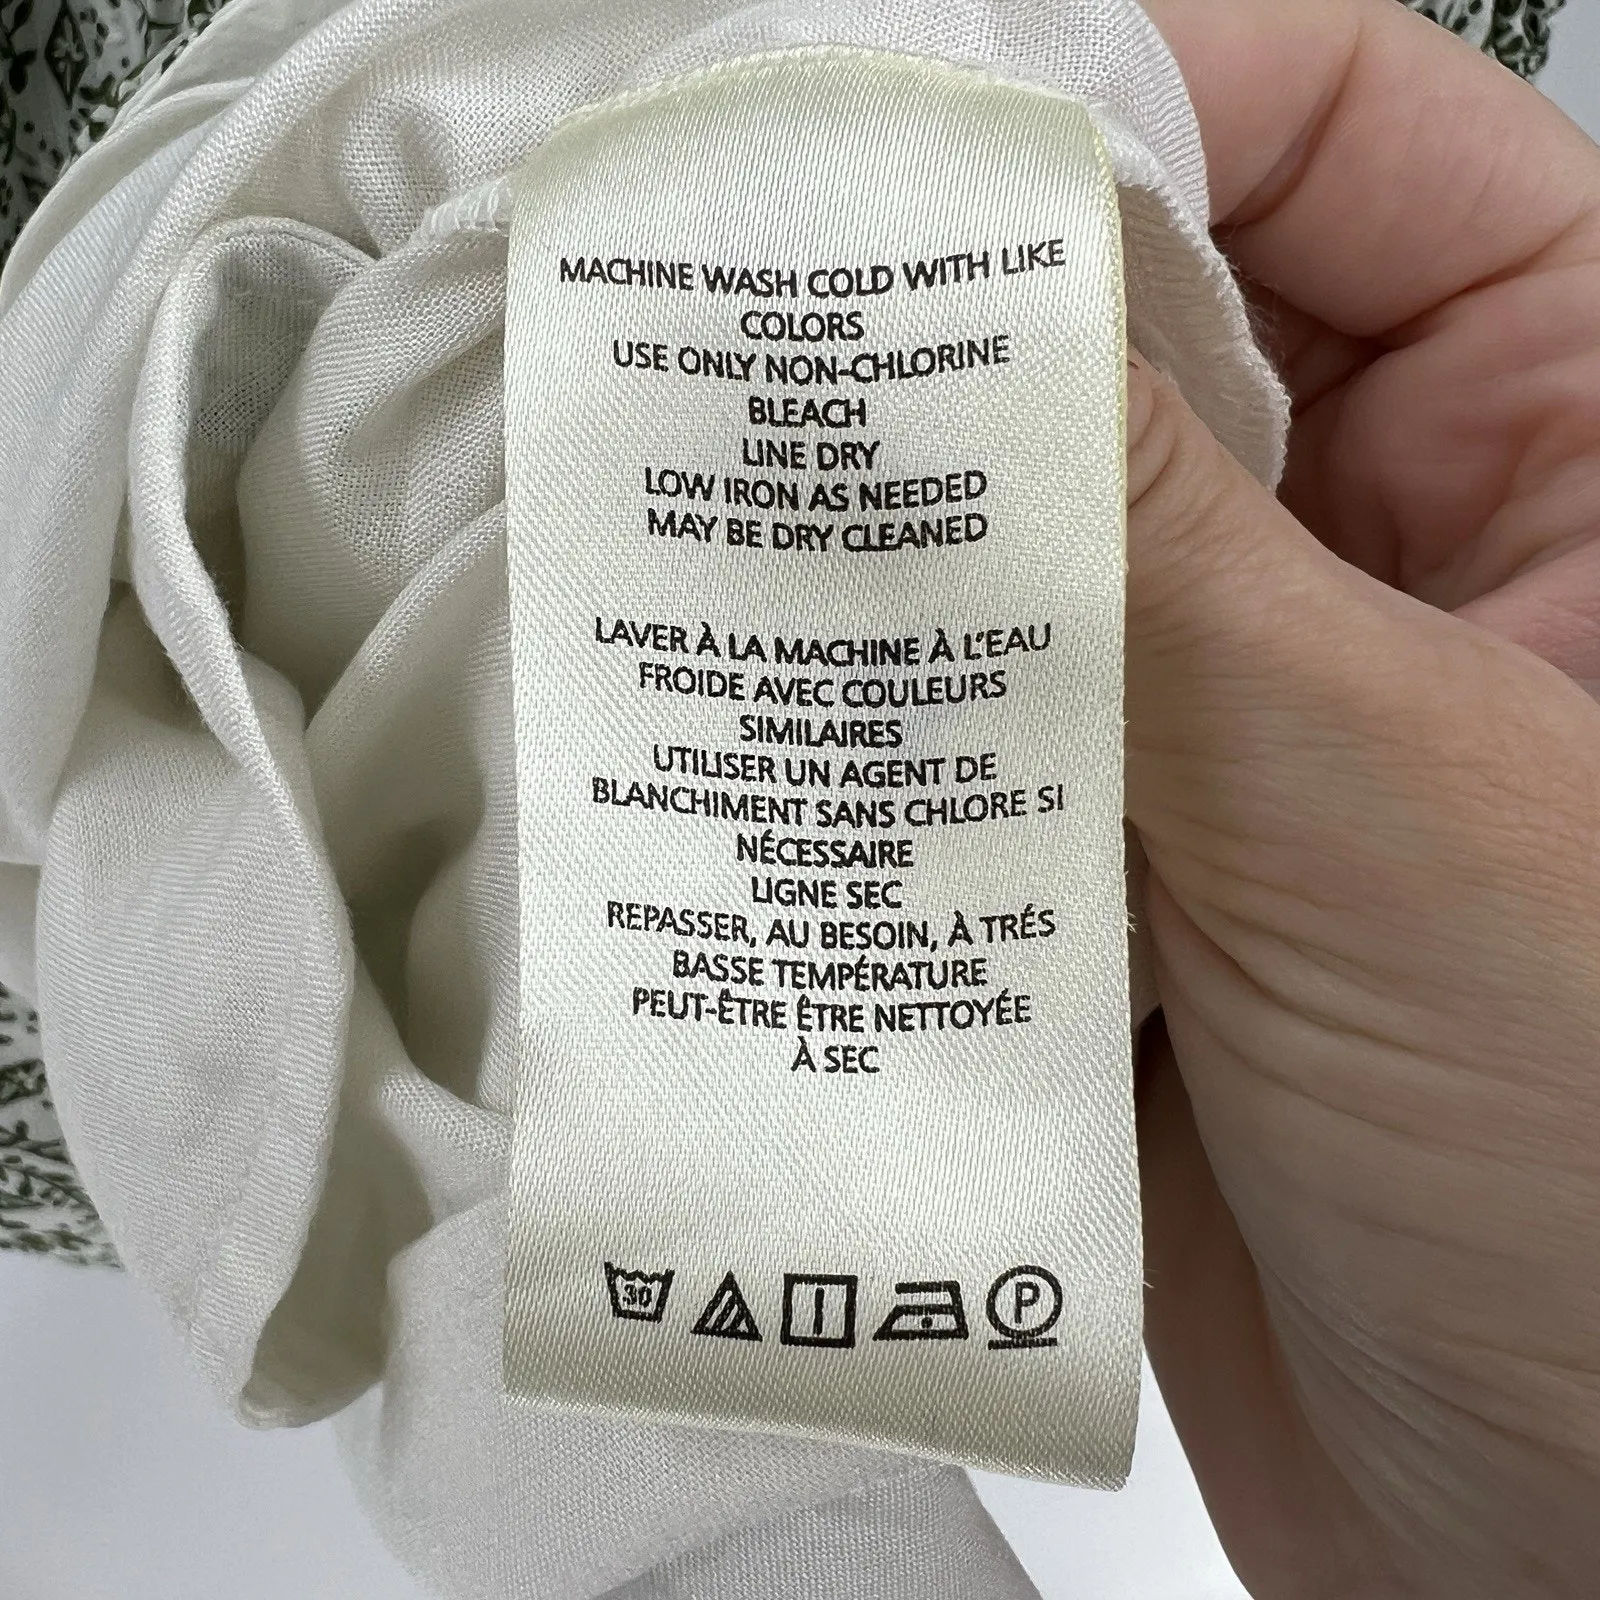 MACHINE WASH COLD WITH LIKE
COLORS
USE ONLY NON-CHLORINE
BLEACH
LINE DRY
LOW IRON AS NEEDED
MAY BE DRY CLEANED
LAVER À LA MACHINE À L'EAU
FROIDE AVEC COULEURS
SIMILAIRES
UTILISER UN AGENT DE
BLANCHIMENT SANS CHLORE SI
NÉCESSAIRE
LIGNE SEC
REPASSER, AU BESOIN, À TRÉS
BASSE TEMPÉRATURE
PEUT-ÊTRE ÊTRE NETTOYÉE
À SEC
30 P